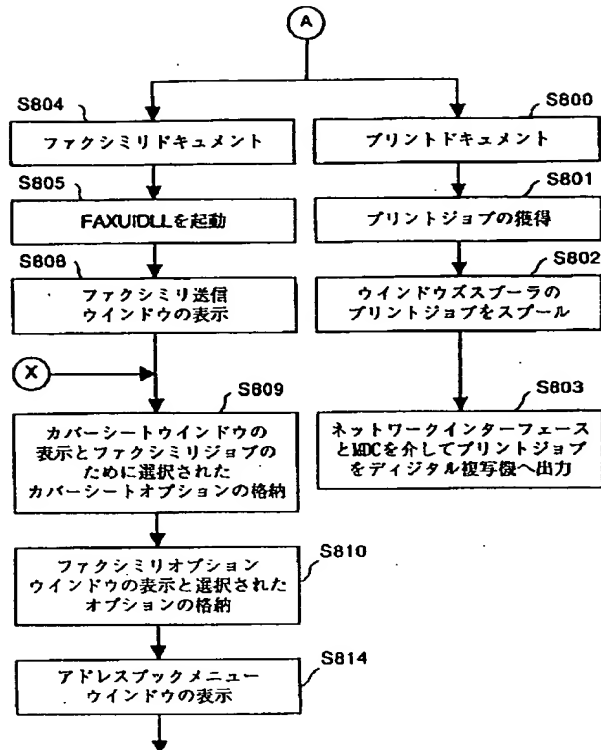 A
S804
ファクシミリドキュメント
S805
FAXUIDLLを起動
S808
ファクシミリ送信
ウインドウの表示
X
S809
カバーシートウインドウの
表示とファクシミリジョブの
ために選択された
カバーシートオプションの格納
S810
ファクシミリオプション
ウインドウの表示と選択された
オプションの格納
S814
アドレスブックメニュー
ウインドウの表示
S800
プリントドキュメント
S801
プリントジョブの獲得
S802
ウインドウズスプーラの
プリントジョブをスプール
S803
ネットワークインターフェース
とMDCを介してプリントジョブ
をディジタル複写機へ出力